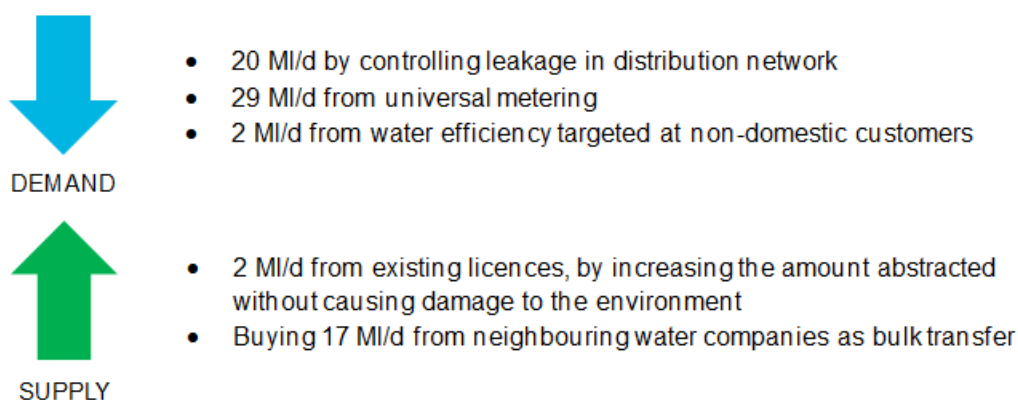 • 20 Ml/d by controlling leakage in distribution network
• 29 Ml/d from universal metering
• 2 Ml/d from water efficiency targeted at non-domestic customers
DEMAND
• 2 Ml/d from existing licences, by increasing the amount abstracted
without causing damage to the environment
• Buying 17 Ml/d from neighbouring water companies as bulk transfer
SUPPLY